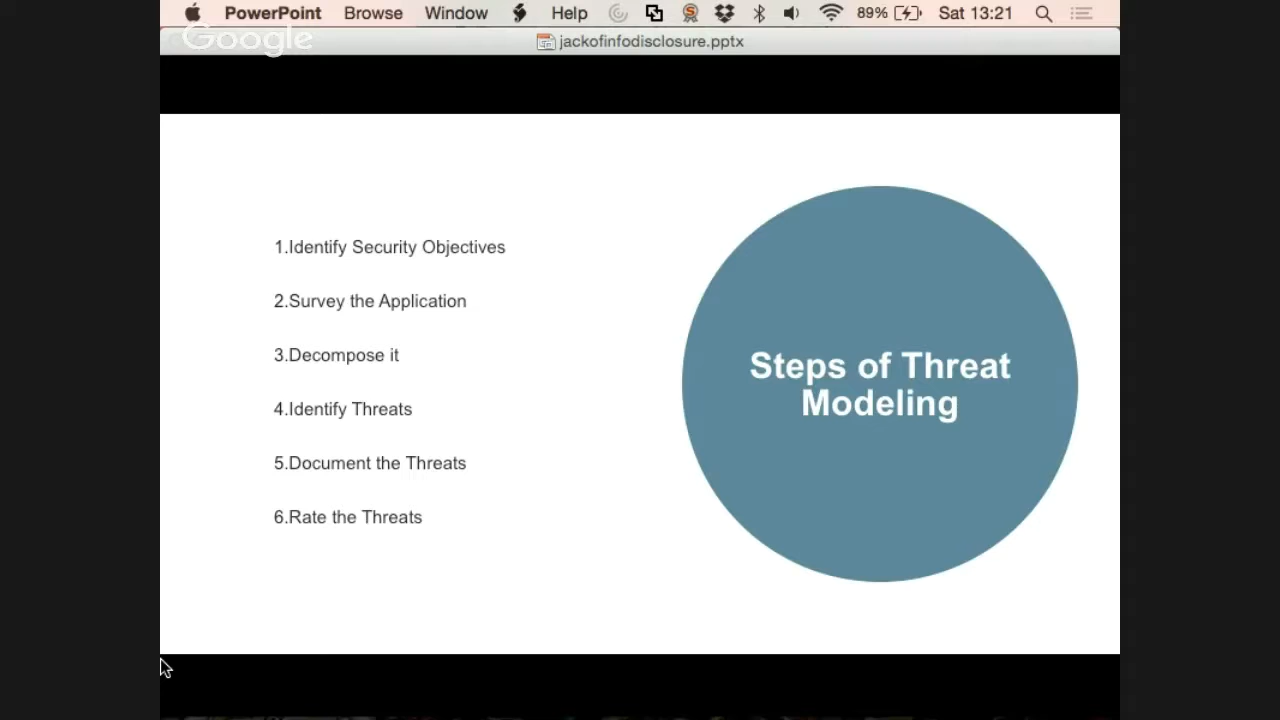 PowerPoint Browse Window Help 89% Sat 13:21
Google
jackofinfodisclosure.pptx
1.Identify Security Objectives
2.Survey the Application
3.Decompose it
4.Identify Threats
5.Document the Threats
6.Rate the Threats
Steps of Threat
Modeling